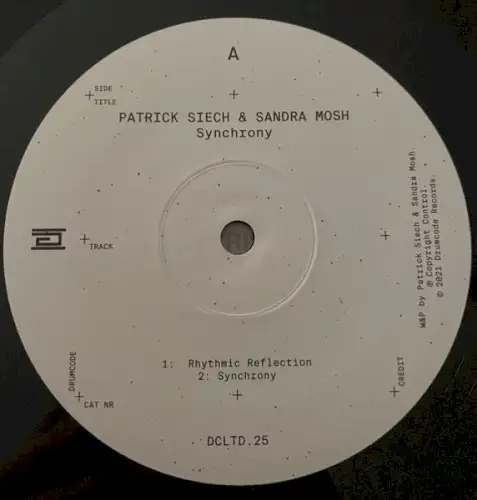 A
SIDE
TITLE
PATRICK SIECH & SANDRA MOSH
Synchrony
TRACK
W&P by Patrick Siech & Sandra Mosh.
℗ Copyright Control.
© 2021 Drumcode Records.
1: Rhythmic Reflection
2: Synchrony
DRUMCODE
CAT NR
CREDIT
DCLTD.25